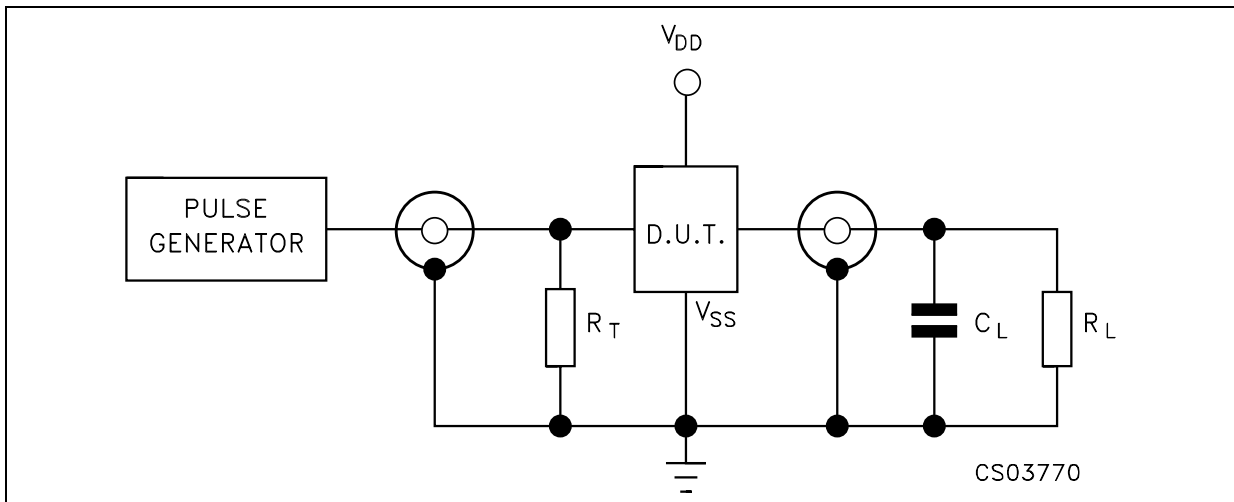 VDD
PULSE
GENERATOR
D.U.T.
VSS
RT
CL
RL
CS03770